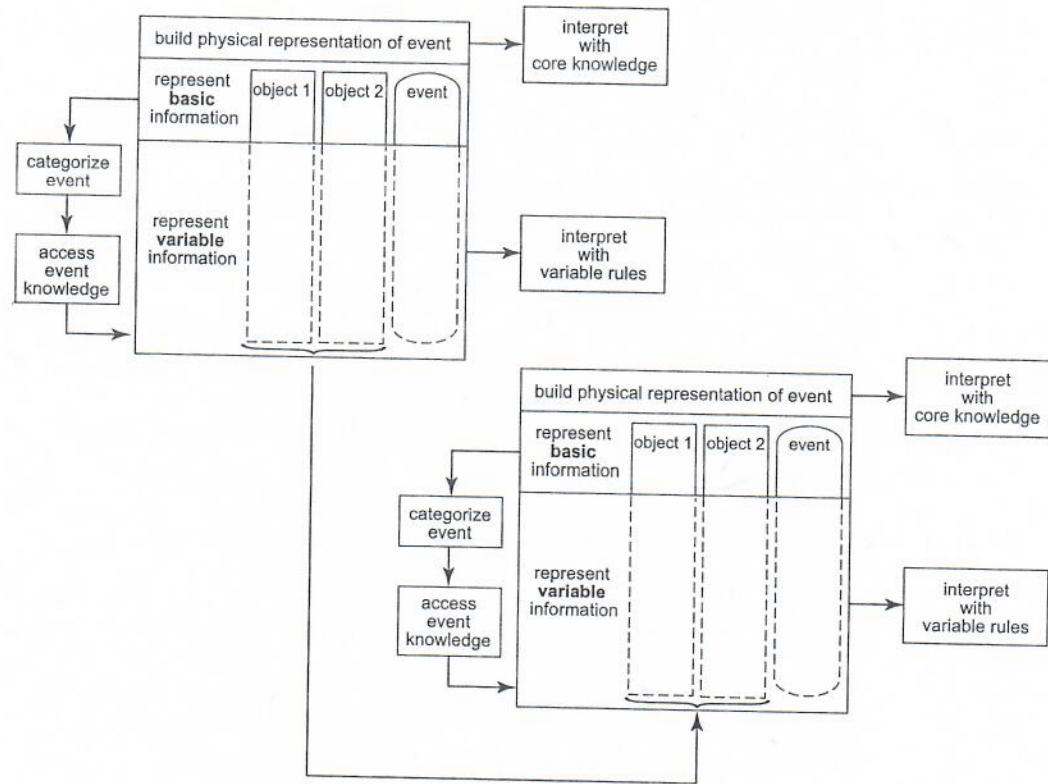 build physical representation of event
interpret
with
core knowledge
represent
basic
information
object 1
object 2
event
categorize
event
access
event
knowledge
represent
variable
information
interpret
with
variable rules
build physical representation of event
interpret
with
core knowledge
represent
basic
information
object 1
object 2
event
categorize
event
access
event
knowledge
represent
variable
information
interpret
with
variable rules